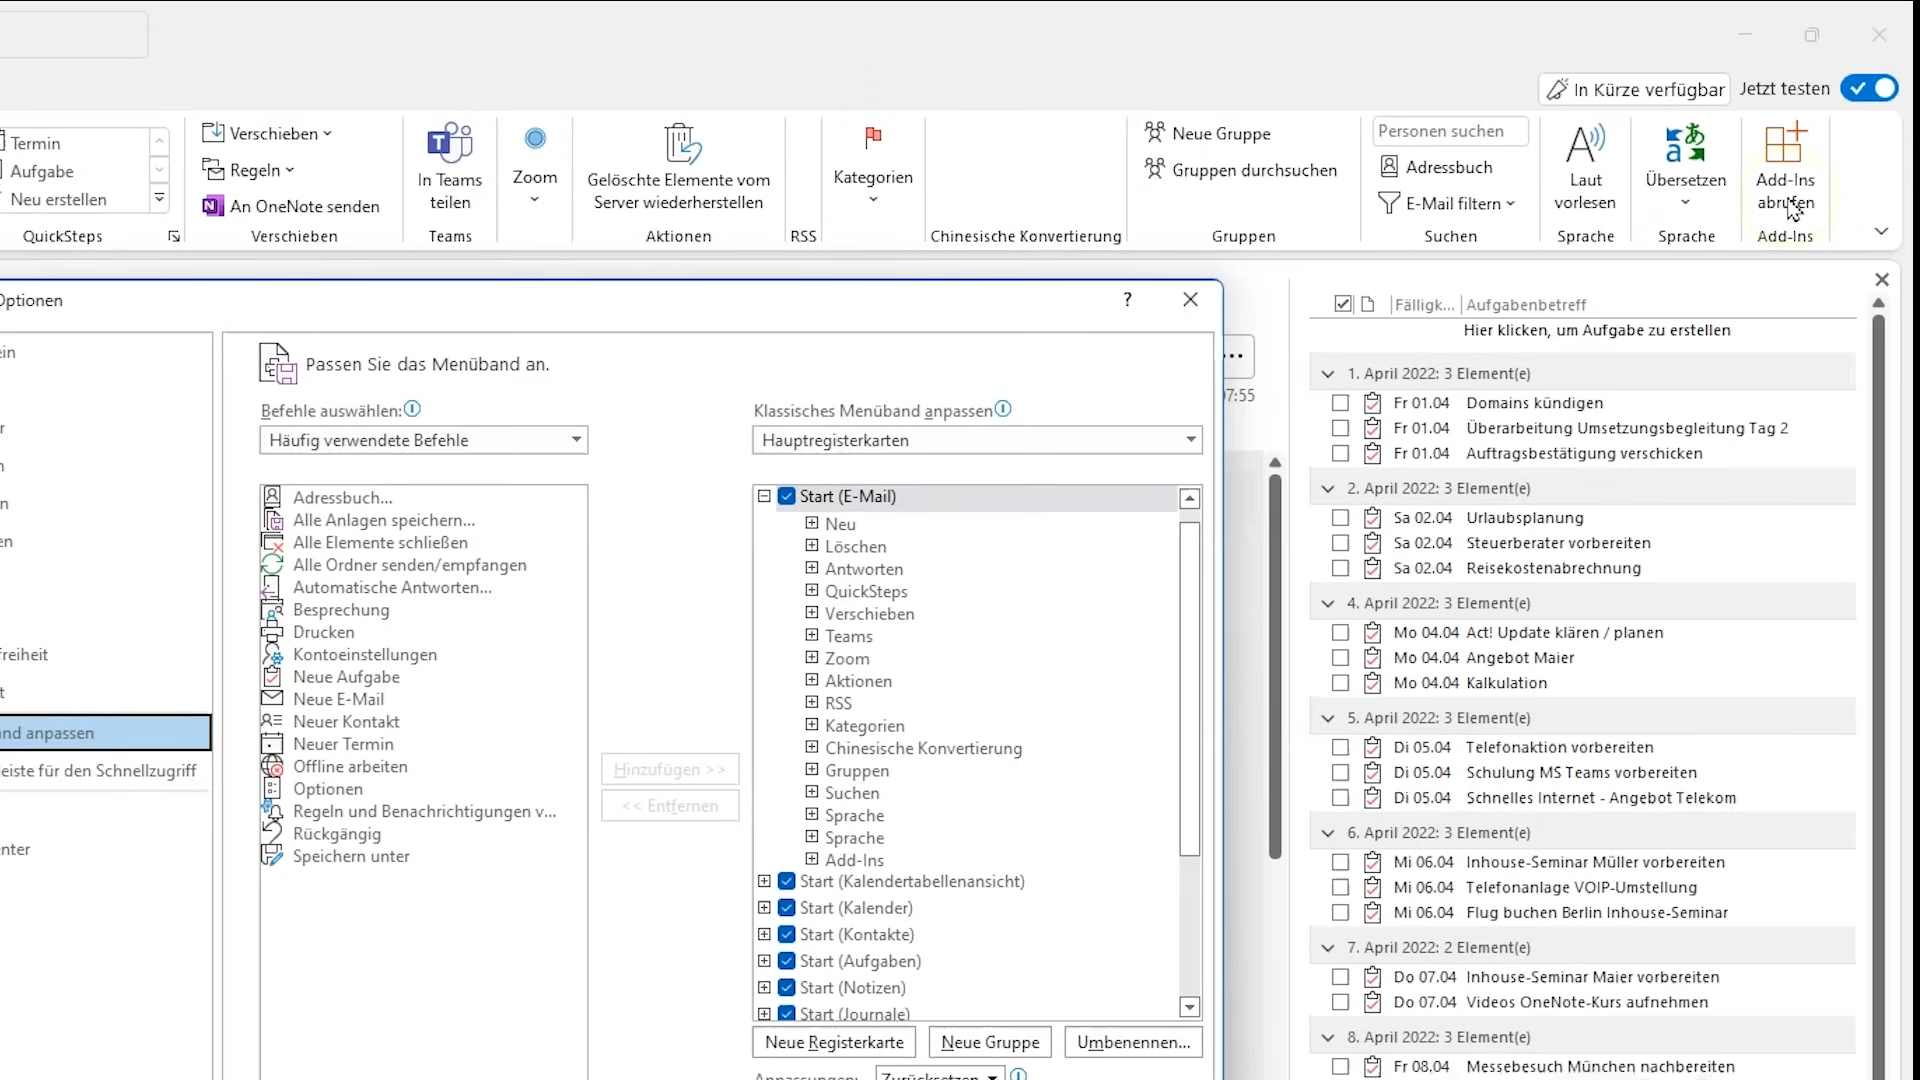 In Kürze verfügbar
Jetzt testen
Termin
Aufgabe
Neu erstellen
QuickSteps
Verschieben
Regeln
An OneNote senden
Verschieben
In Teams
teilen
Teams
Zoom
Gelöschte Elemente vom
Server wiederherstellen
Aktionen
RSS
Kategorien
Chinesische Konvertierung
Neue Gruppe
Gruppen durchsuchen
Gruppen
Personen suchen
Adressbuch
E-Mail filtern
Suchen
Laut
vorlesen
Sprache
Übersetzen
Sprache
Add-Ins
abrufen
Add-Ins
Optionen
?
ein
r
n
n
en
freiheit
t
and anpassen
leiste für den Schnellzugriff
enter
Passen Sie das Menüband an.
Befehle auswählen:
Häufig verwendete Befehle
Adressbuch...
Alle Anlagen speichern...
Alle Elemente schließen
Alle Ordner senden/empfangen
Automatische Antworten...
Besprechung
Drucken
Kontoeinstellungen
Neue Aufgabe
Neue E-Mail
Neuer Kontakt
Neuer Termin
Offline arbeiten
Optionen
Regeln und Benachrichtigungen v...
Rückgängig
Speichern unter
Hinzufügen >>
<< Entfernen
Klassisches Menüband anpassen
Hauptregisterkarten
Start (E-Mail)
Neu
Löschen
Antworten
QuickSteps
Verschieben
Teams
Zoom
Aktionen
RSS
Kategorien
Chinesische Konvertierung
Gruppen
Suchen
Sprache
Sprache
Add-Ins
Start (Kalendertabellenansicht)
Start (Kalender)
Start (Kontakte)
Start (Aufgaben)
Start (Notizen)
Start (Journale)
Neue Registerkarte
Neue Gruppe
Umbenennen...
Anpassungen:
Zurücksetzen
...
07:55
Fälligk...
Aufgabenbetreff
Hier klicken, um Aufgabe zu erstellen
1. April 2022: 3 Element(e)
Fr 01.04 Domains kündigen
Fr 01.04 Überarbeitung Umsetzungsbegleitung Tag 2
Fr 01.04 Auftragsbestätigung verschicken
2. April 2022: 3 Element(e)
Sa 02.04 Urlaubsplanung
Sa 02.04 Steuerberater vorbereiten
Sa 02.04 Reisekostenabrechnung
4. April 2022: 3 Element(e)
Mo 04.04 Act! Update klären / planen
Mo 04.04 Angebot Maier
Mo 04.04 Kalkulation
5. April 2022: 3 Element(e)
Di 05.04 Telefonaktion vorbereiten
Di 05.04 Schulung MS Teams vorbereiten
Di 05.04 Schnelles Internet - Angebot Telekom
6. April 2022: 3 Element(e)
Mi 06.04 Inhouse-Seminar Müller vorbereiten
Mi 06.04 Telefonanlage VOIP-Umstellung
Mi 06.04 Flug buchen Berlin Inhouse-Seminar
7. April 2022: 2 Element(e)
Do 07.04 Inhouse-Seminar Maier vorbereiten
Do 07.04 Videos OneNote-Kurs aufnehmen
8. April 2022: 3 Element(e)
Fr 08.04 Messebesuch München nachbereiten